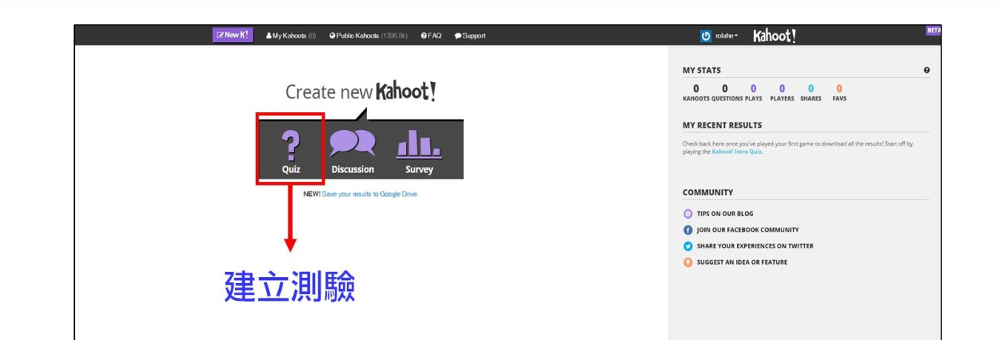 New K! My Kahoots (0) Public Kahoots (1306.8k) FAQ Support rolahe Kahoot! BETA
Create new Kahoot!
Quiz Discussion Survey
NEW! Save your results to Google Drive
建立測驗
MY STATS
0 0 0 0 0 0
KAHOOTS QUESTIONS PLAYS PLAYERS SHARES FAVS
MY RECENT RESULTS
Check back here once you've played your first game to download all the results! Start off by
playing the Kahoot! Intro Quiz.
COMMUNITY
TIPS ON OUR BLOG
JOIN OUR FACEBOOK COMMUNITY
SHARE YOUR EXPERIENCES ON TWITTER
SUGGEST AN IDEA OR FEATURE